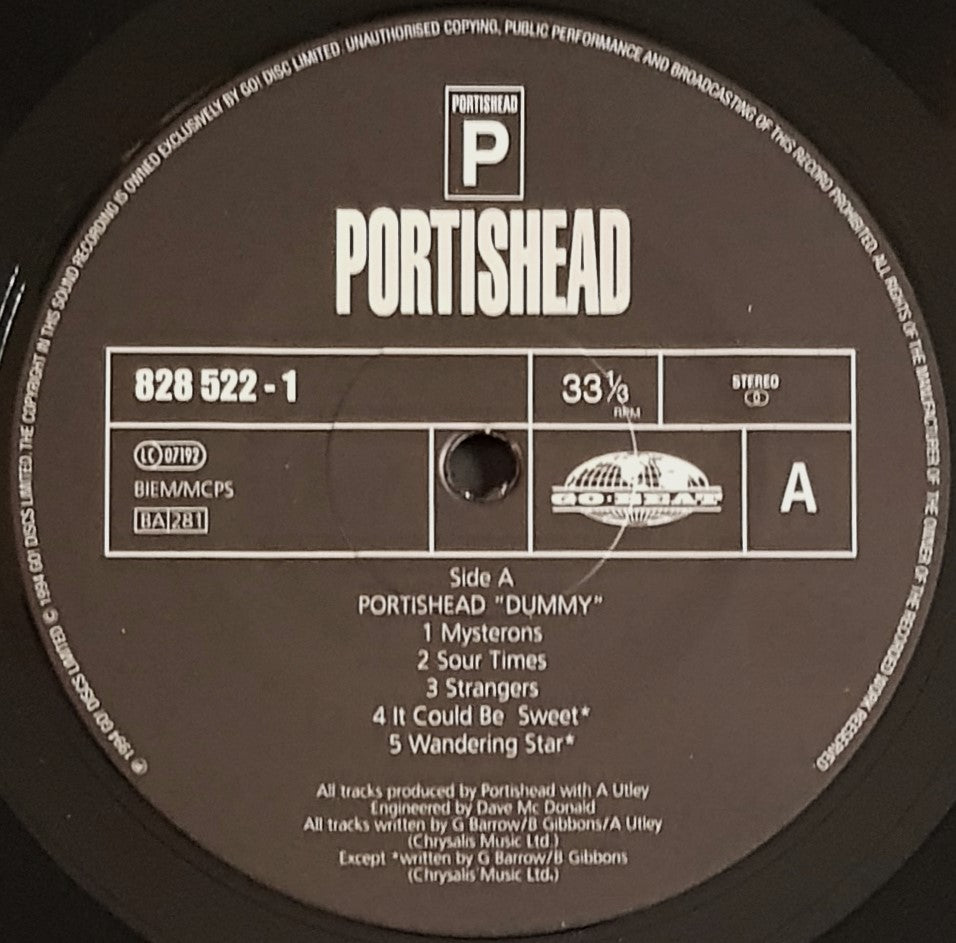 ℗ 1994 GO! DISCS LIMITED © 1994 GO! DISCS LIMITED. THE COPYRIGHT IN THIS SOUND RECORDING IS OWNED EXCLUSIVELY BY GO! DISC LIMITED. UNAUTHORISED COPYING, PUBLIC PERFORMANCE AND BROADCASTING OF THIS RECORD PROHIBITED. ALL RIGHTS OF THE MANUFACTURER OF THE OWNER OF THE RECORDED WORK RESERVED.
PORTISHEAD
P
PORTISHEAD
828 522 - 1
33⅓
RPM
STEREO
LC 07192
BIEM/MCPS
BA 281
GO! BEAT
A
Side A
PORTISHEAD "DUMMY"
1 Mysterons
2 Sour Times
3 Strangers
4 It Could Be Sweet*
5 Wandering Star*
All tracks produced by Portishead with A Utley
Engineered by Dave Mc Donald
All tracks written by G Barrow/B Gibbons/A Utley
(Chrysalis Music Ltd.)
Except *written by G Barrow/B Gibbons
(Chrysalis Music Ltd.)